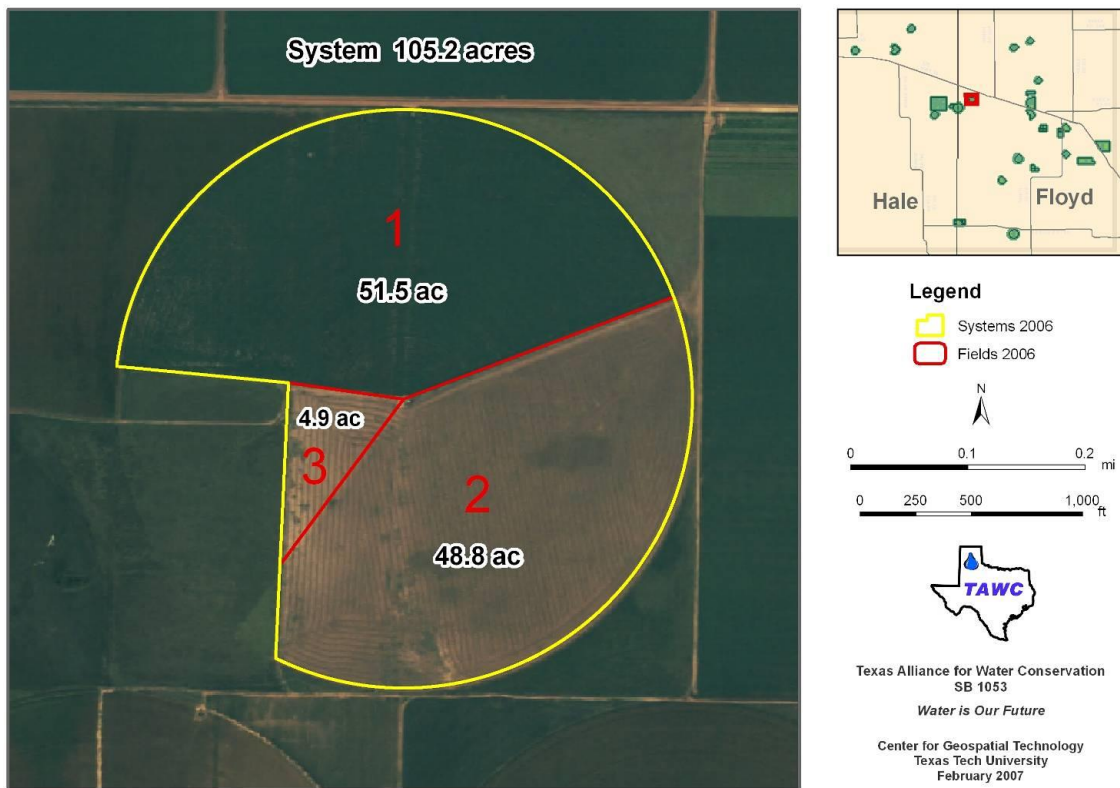 System 105.2 acres
1
51.5 ac
4.9 ac
3
2
48.8 ac
Hale
Floyd
Legend
Systems 2006
Fields 2006
N
0 0.1 0.2 mi
0 250 500 1,000 ft
TAWC
Texas Alliance for Water Conservation
SB 1053
Water is Our Future
Center for Geospatial Technology
Texas Tech University
February 2007